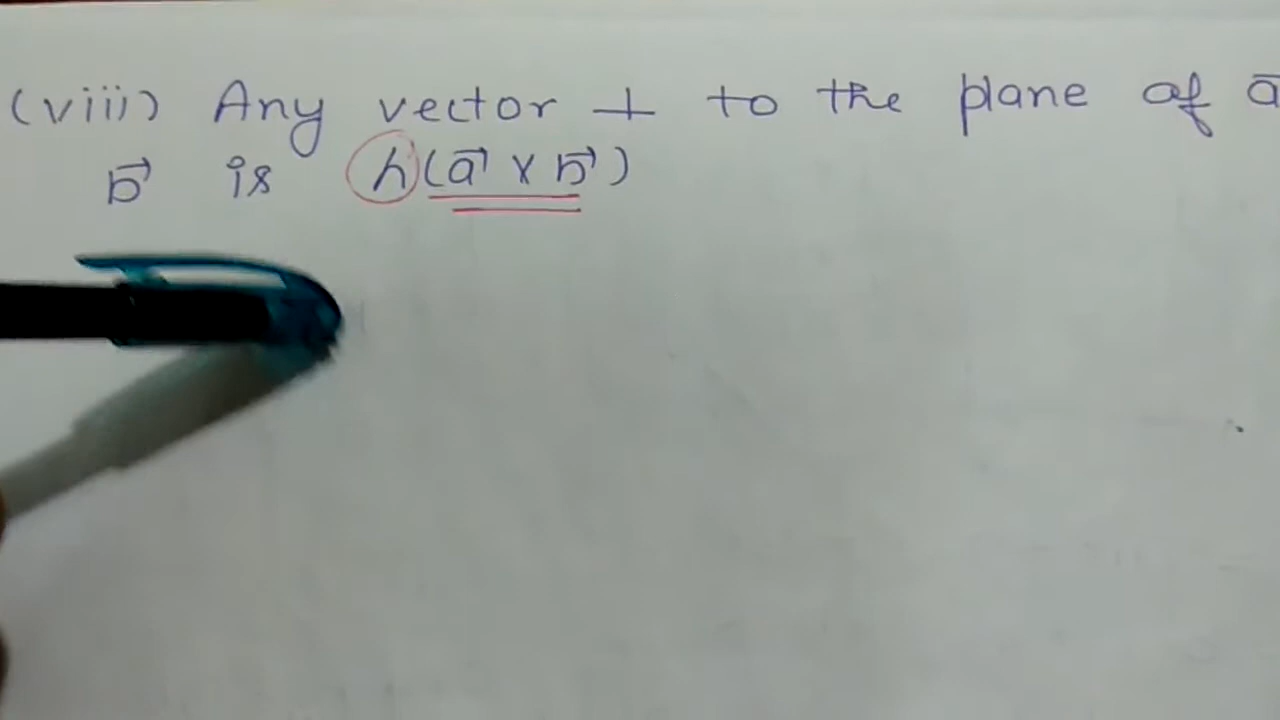 (viii) Any vector ⊥ to the plane of a⃗
b⃗ is λ(a⃗ × b⃗)